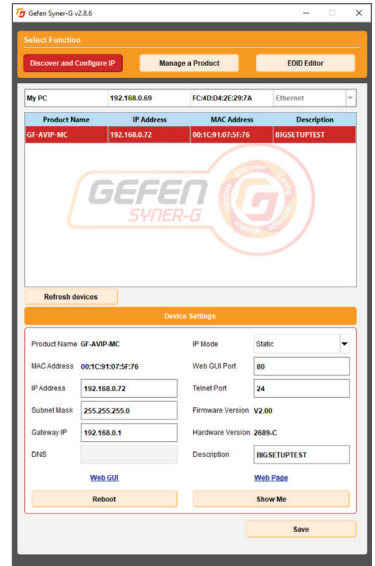 Gefen Syner-G v2.8.6
Select Function
Discover and Configure IP Manage a Product EDID Editor
My PC 192.168.0.69 FC:4D:D4:2E:29:7A Ethernet
Product Name IP Address MAC Address Description
GF-AVIP-MC 192.168.0.72 00:1C:91:07:5F:76 BIGSETUPTEST
GEFEN
SYNER-G
Discover
Config
Refresh devices
Device Settings
Product Name GF-AVIP-MC IP Mode Static
MAC Address 00:1C:91:07:5F:76 Web GUI Port 80
IP Address 192.168.0.72 Telnet Port 24
Subnet Mask 255.255.255.0 Firmware Version V2.00
Gateway IP 192.168.0.1 Hardware Version 2689-C
DNS Description BIGSETUPTEST
Web GUI Web Page
Reboot Show Me
Save